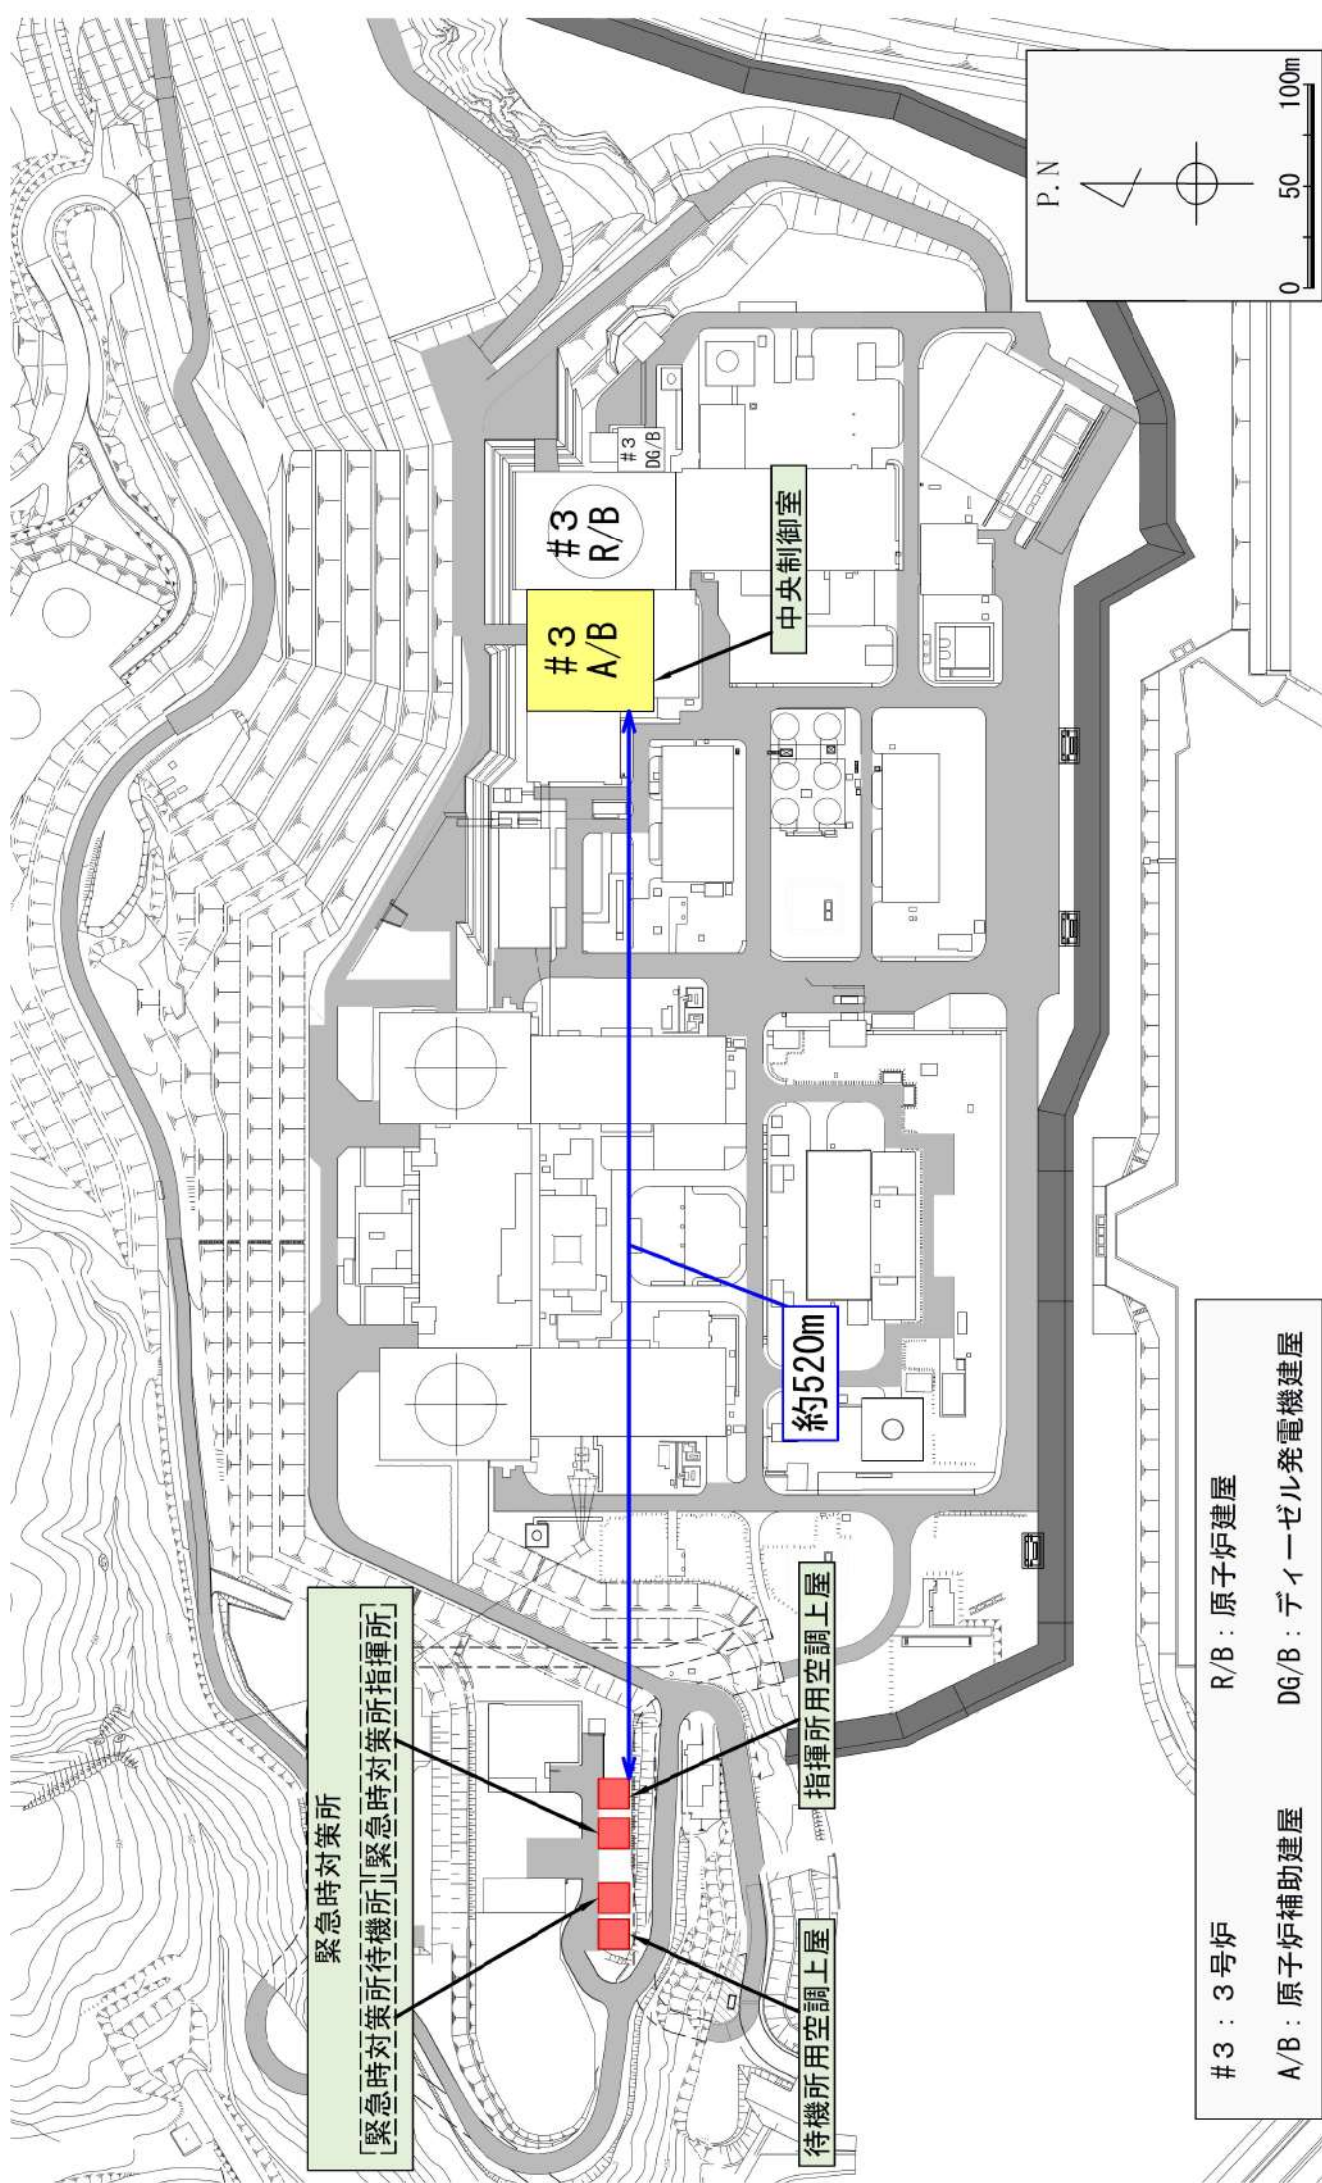 緊急時対策所
[緊急時対策所待機所][緊急時対策所指揮所]
#3
R/B
#3
DG/B
#3
A/B
中央制御室
約520m
待機所用空調上屋
指揮所用空調上屋
P.N
0 50 100m
#3：3号炉
R/B：原子炉建屋
A/B：原子炉補助建屋
DG/B：ディーゼル発電機建屋